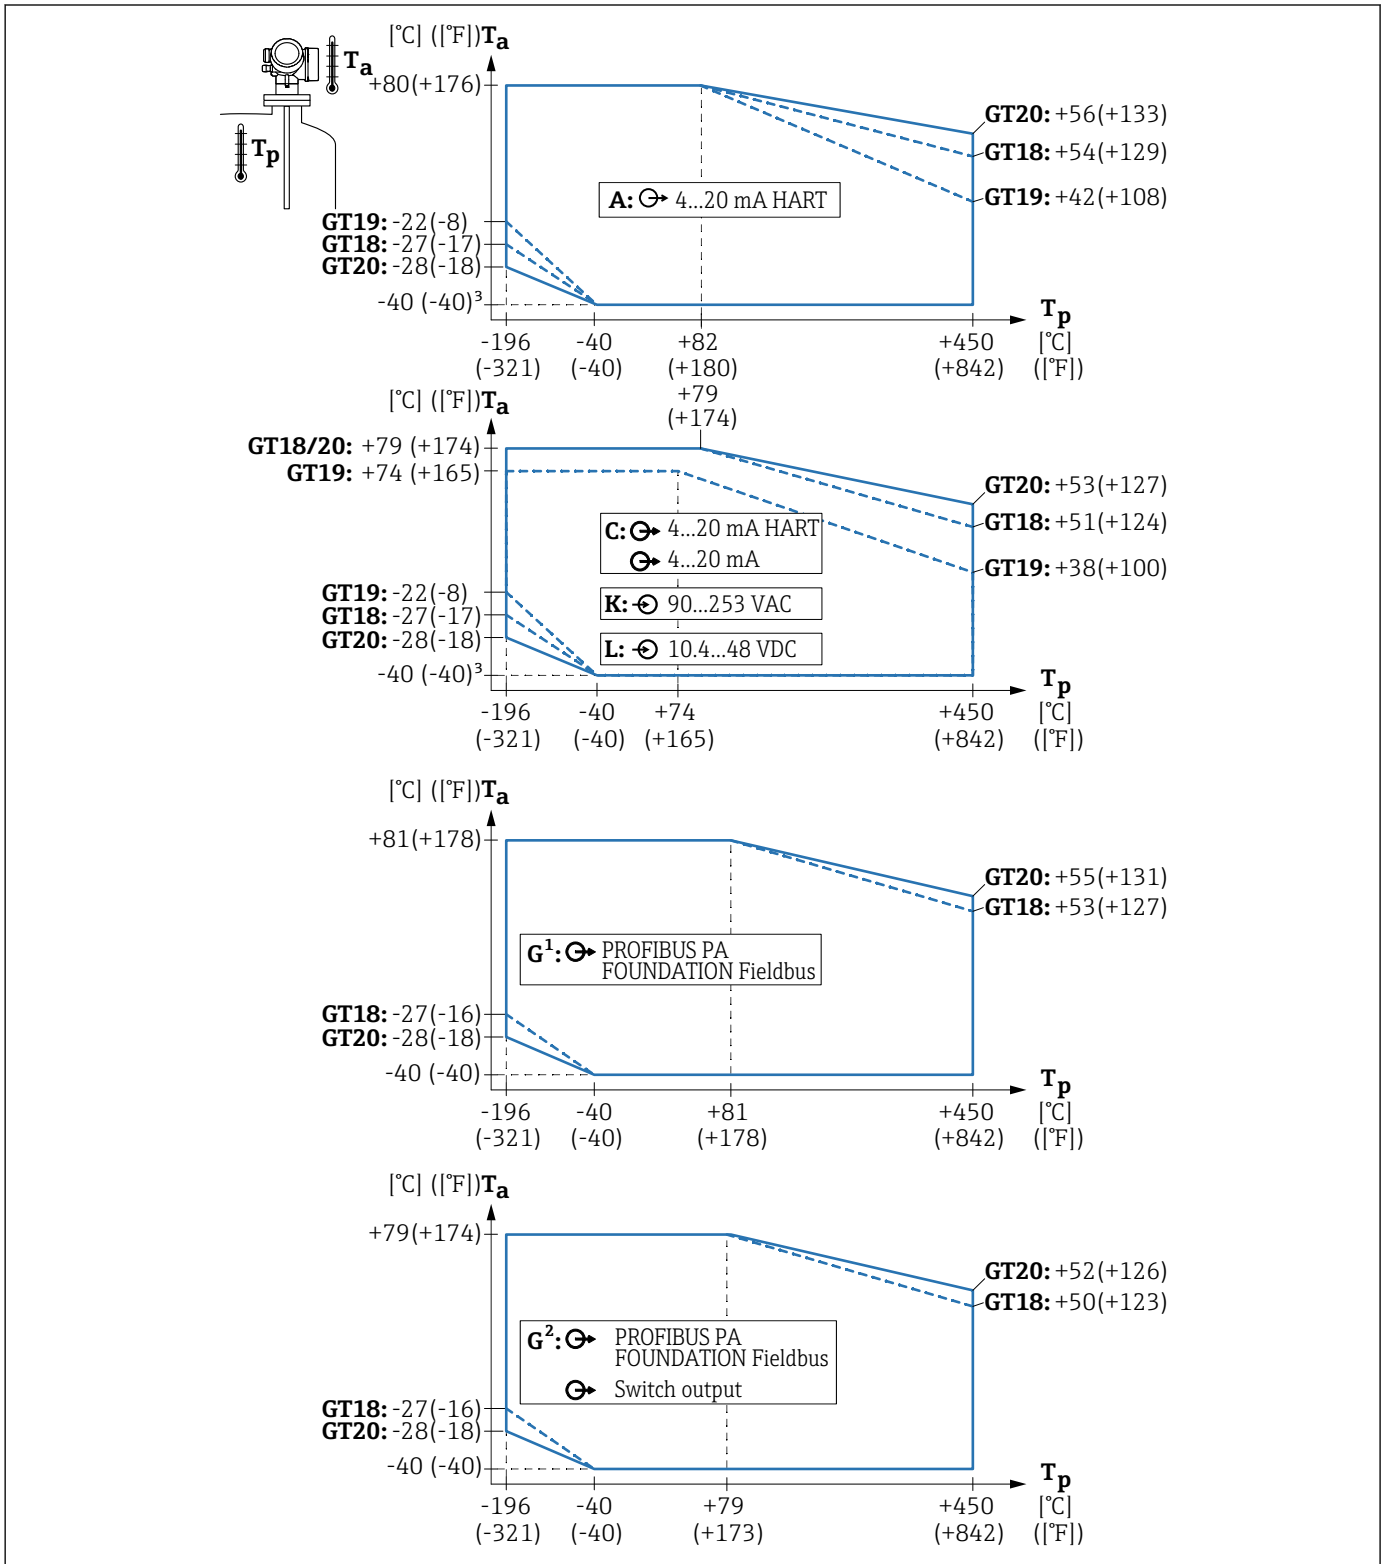 [°C] ([°F]) Ta
Ta
Tp
+80(+176)
GT20: +56(+133)
GT18: +54(+129)
GT19: +42(+108)
A: 4...20 mA HART
GT19: -22(-8)
GT18: -27(-17)
GT20: -28(-18)
-40 (-40)³
Tp
-196 -40 +82 +450 [°C]
(-321) (-40) (+180) (+842) ([°F])
[°C] ([°F]) Ta
+79
(+174)
GT18/20: +79 (+174)
GT19: +74 (+165)
GT20: +53(+127)
GT18: +51(+124)
GT19: +38(+100)
C: 4...20 mA HART
4...20 mA
K: 90...253 VAC
L: 10.4...48 VDC
GT19: -22(-8)
GT18: -27(-17)
GT20: -28(-18)
-40 (-40)³
Tp
-196 -40 +74 +450 [°C]
(-321) (-40) (+165) (+842) ([°F])
[°C] ([°F]) Ta
+81(+178)
GT20: +55(+131)
GT18: +53(+127)
G¹: PROFIBUS PA
FOUNDATION Fieldbus
GT18: -27(-16)
GT20: -28(-18)
-40 (-40)
Tp
-196 -40 +81 +450 [°C]
(-321) (-40) (+178) (+842) ([°F])
[°C] ([°F]) Ta
+79(+174)
GT20: +52(+126)
GT18: +50(+123)
G²: PROFIBUS PA
FOUNDATION Fieldbus
Switch output
GT18: -27(-16)
GT20: -28(-18)
-40 (-40)
Tp
-196 -40 +79 +450 [°C]
(-321) (-40) (+173) (+842) ([°F])